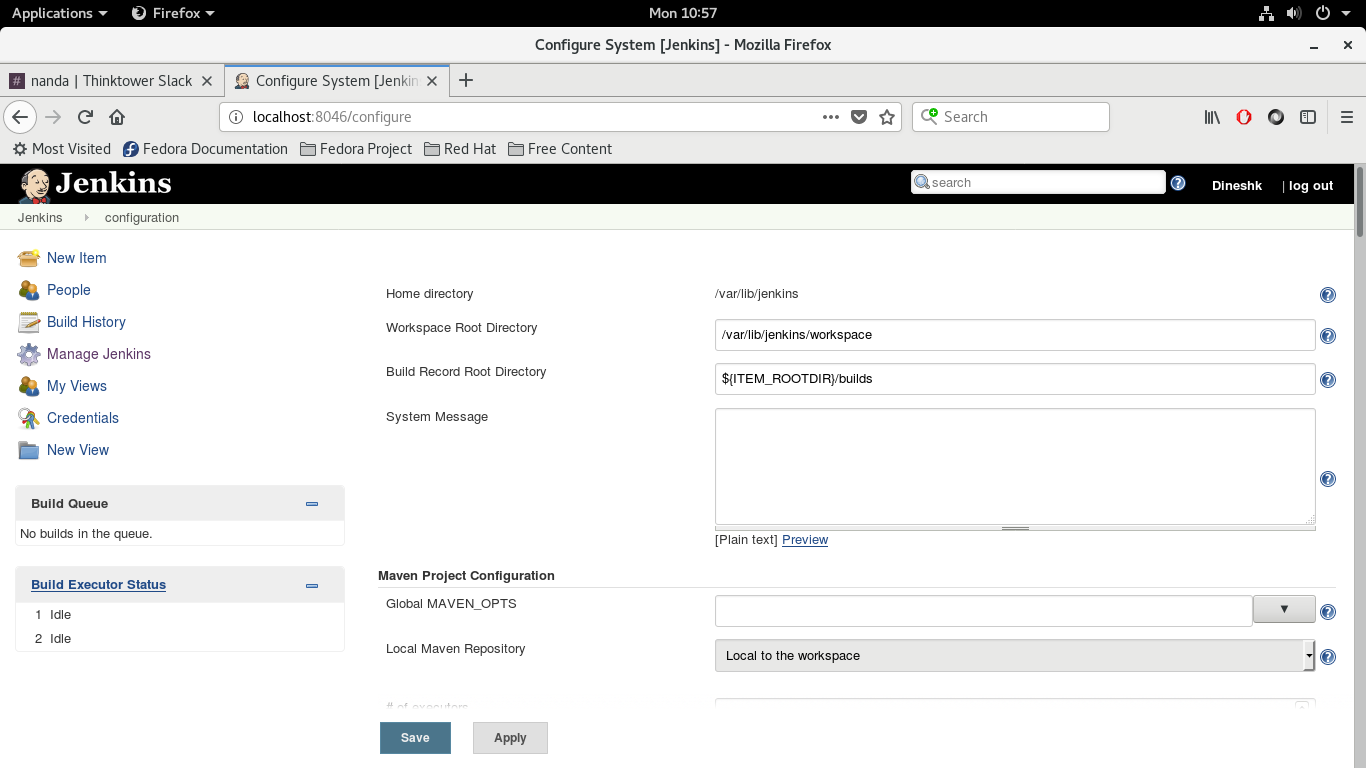 Applications Firefox Mon 10:57
Configure System [Jenkins] - Mozilla Firefox
nanda | Thinktower Slack Configure System [Jenkin
localhost:8046/configure Search
Most Visited Fedora Documentation Fedora Project Red Hat Free Content
Jenkins search Dineshk | log out
Jenkins configuration
New Item
People
Build History
Manage Jenkins
My Views
Credentials
New View
Build Queue
No builds in the queue.
Build Executor Status
1 Idle
2 Idle
Home directory /var/lib/jenkins
Workspace Root Directory /var/lib/jenkins/workspace
Build Record Root Directory ${ITEM_ROOTDIR}/builds
System Message
[Plain text] Preview
Maven Project Configuration
Global MAVEN_OPTS
Local Maven Repository Local to the workspace
# of executors
Save Apply